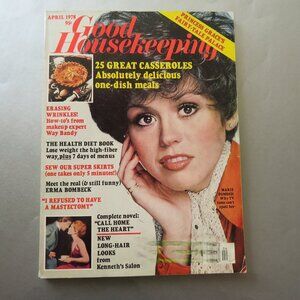 APRIL 1978
95¢
Good
Housekeeping
PRINCESS GRACE'S
FAIRY-TALE PALACE
25 GREAT CASSEROLES
Absolutely delicious
one-dish meals
ERASING
WRINKLES!
How-to's from
makeup expert
Way Bandy
THE HEALTH DIET BOOK
Lose weight the high-fiber
way, plus 7 days of menus
SEW OUR SUPER SKIRTS
(one takes only 5 minutes!)
Meet the real (& still funny)
ERMA BOMBECK
"I REFUSED TO HAVE
A MASTECTOMY"
Complete novel:
"CALL HOME
THE HEART"
NEW
LONG-HAIR
LOOKS
from
Kenneth's Salon
MARIE
OSMOND
Why TV